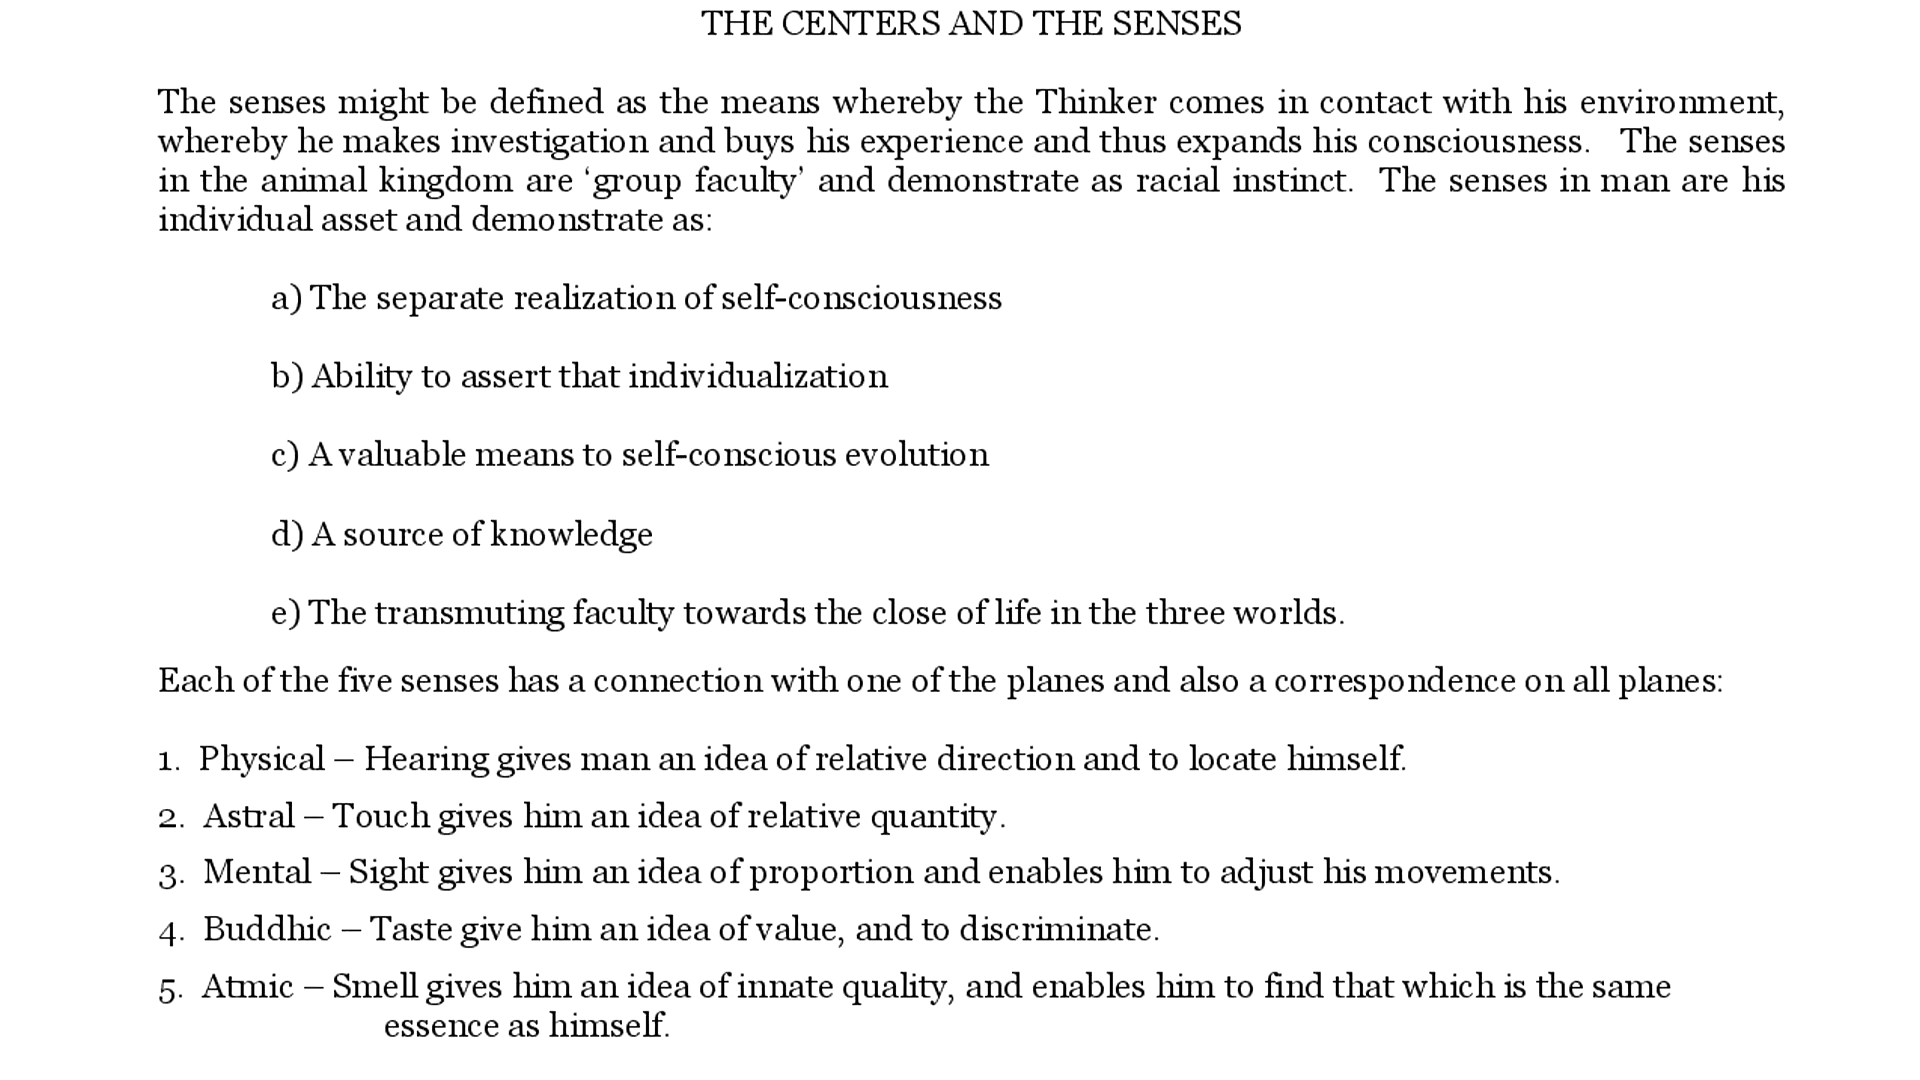 THE CENTERS AND THE SENSES
The senses might be defined as the means whereby the Thinker comes in contact with his environment,
whereby he makes investigation and buys his experience and thus expands his consciousness. The senses
in the animal kingdom are ‘group faculty’ and demonstrate as racial instinct. The senses in man are his
individual asset and demonstrate as:
a) The separate realization of self-consciousness
b) Ability to assert that individualization
c) A valuable means to self-conscious evolution
d) A source of knowledge
e) The transmuting faculty towards the close of life in the three worlds.
Each of the five senses has a connection with one of the planes and also a correspondence on all planes:
1. Physical – Hearing gives man an idea of relative direction and to locate himself.
2. Astral – Touch gives him an idea of relative quantity.
3. Mental – Sight gives him an idea of proportion and enables him to adjust his movements.
4. Buddhic – Taste give him an idea of value, and to discriminate.
5. Atmic – Smell gives him an idea of innate quality, and enables him to find that which is the same
essence as himself.